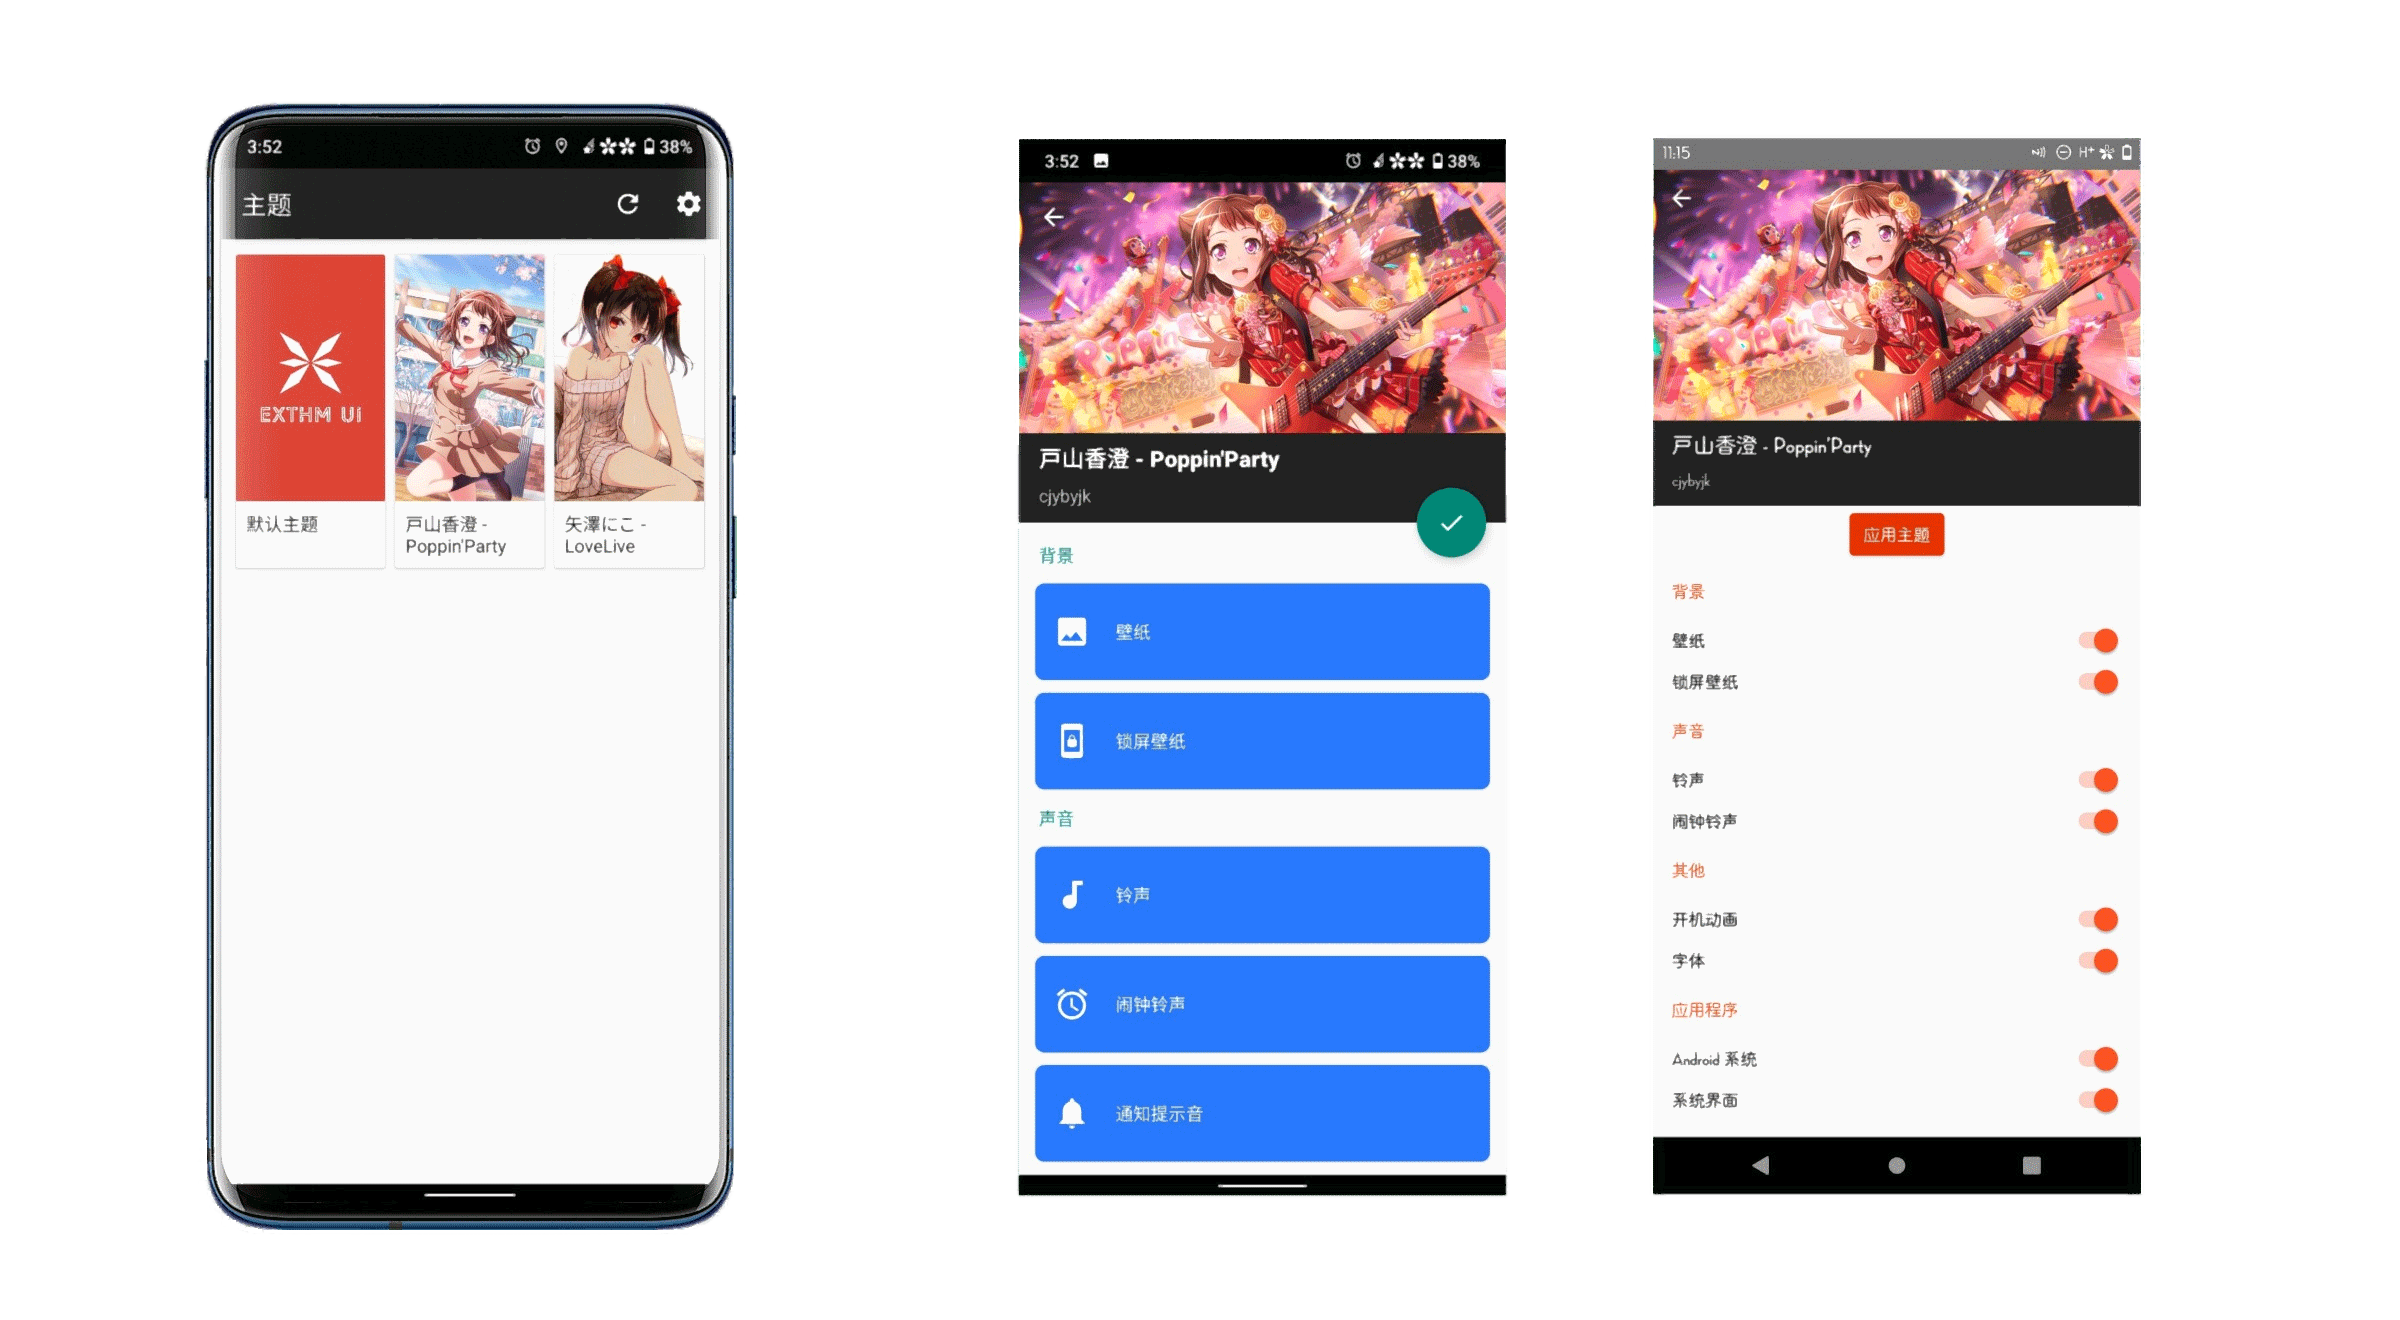 3:52
38%
主题
EXTHM Ui
默认主题
戸山香澄 -
Poppin'Party
矢澤にこ -
LoveLive
3:52
38%
Poppin
戸山香澄 - Poppin'Party
cjybyjk
背景
壁纸
锁屏壁纸
声音
铃声
闹钟铃声
通知提示音
11:15
H+
Poppin
戸山香澄 - Poppin'Party
cjybyjk
应用主题
背景
壁纸
锁屏壁纸
声音
铃声
闹钟铃声
其他
开机动画
字体
应用程序
Android 系统
系统界面